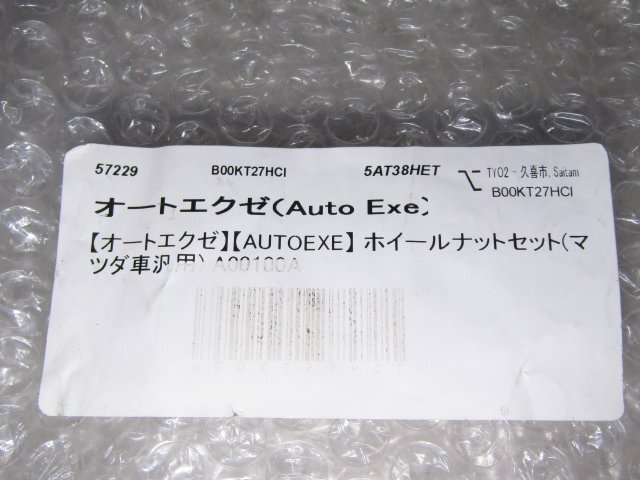 57229 B00KT27HCI 5AT38HET TYO2 - 久喜市, Saitam
B00KT27HCI
オートエクゼ(Auto Exe)
【オートエクゼ】【AUTOEXE】 ホイールナットセット(マ
ツダ車汎用) A00100A
B00KT27HCI